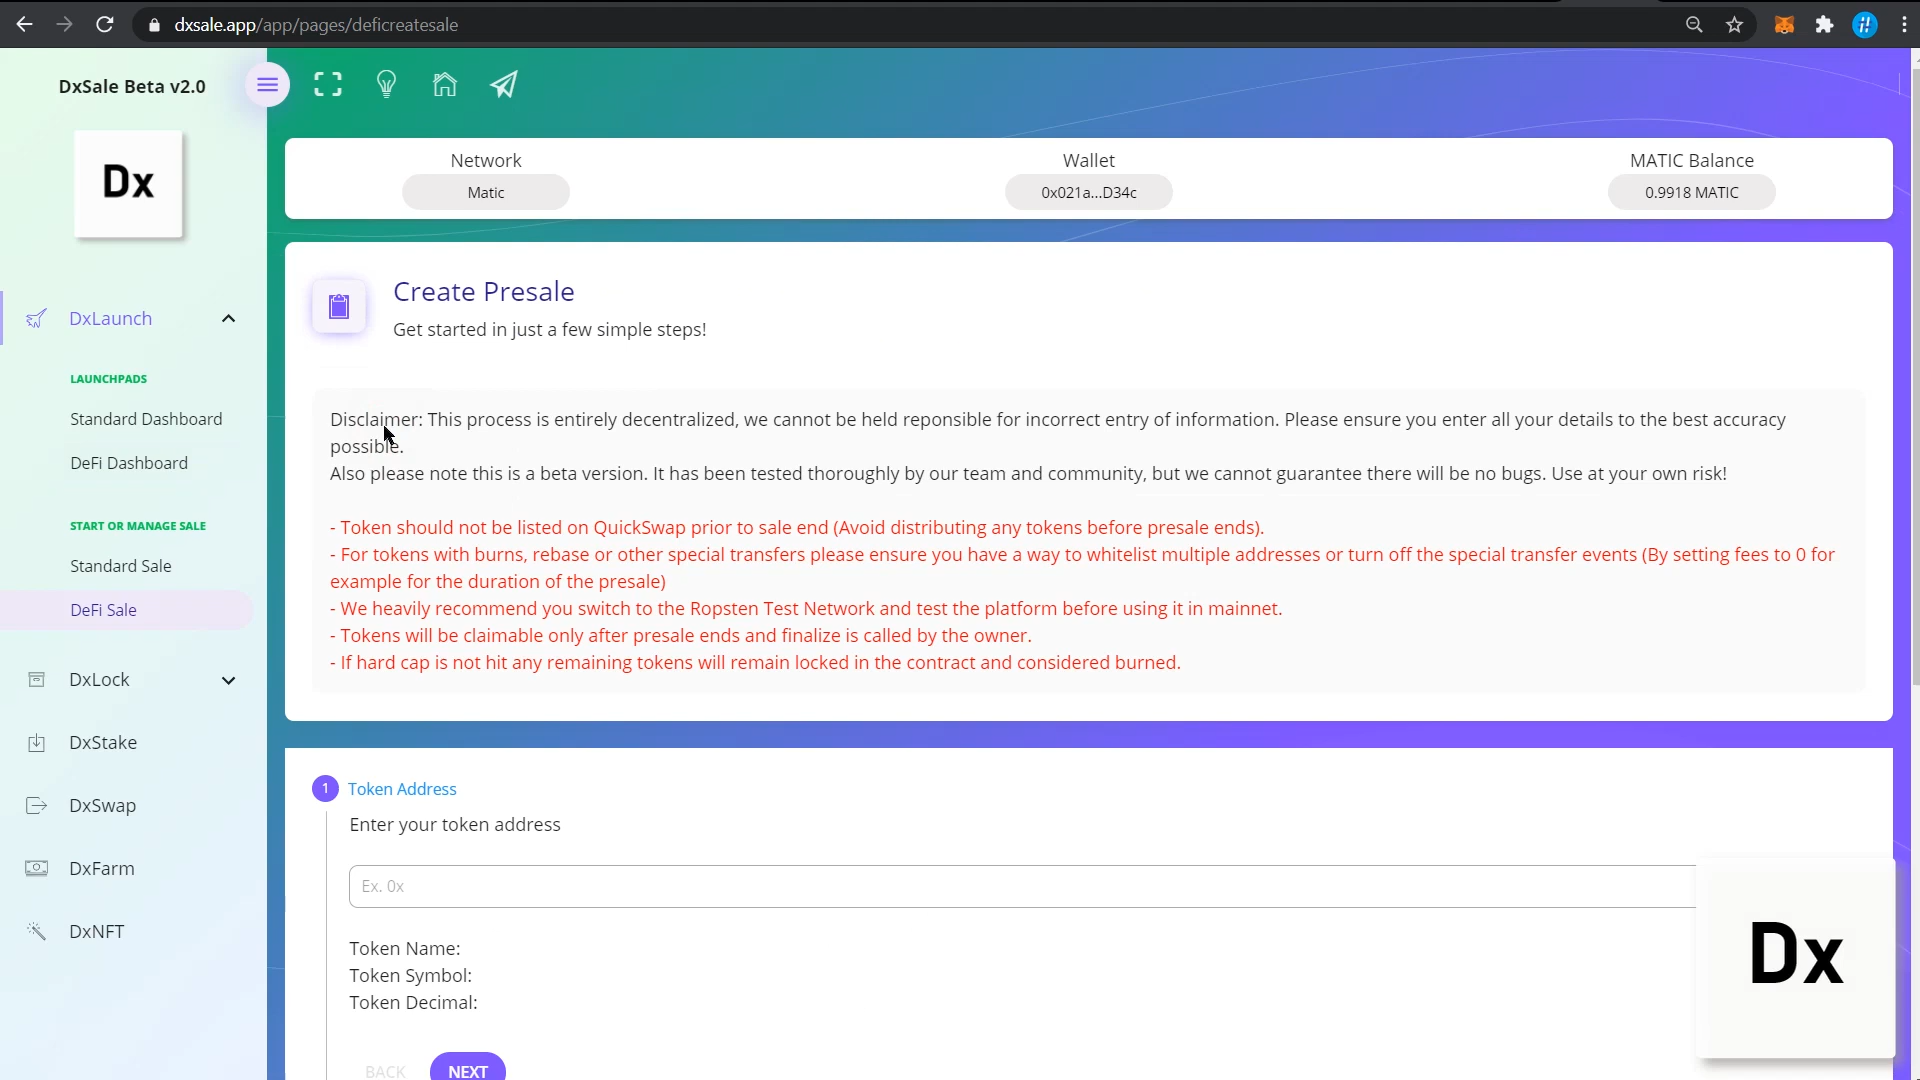 dxsale.app/app/pages/deficreatesale
DxSale Beta v2.0
Dx
DxLaunch
LAUNCHPADS
Standard Dashboard
DeFi Dashboard
START OR MANAGE SALE
Standard Sale
DeFi Sale
DxLock
DxStake
DxSwap
DxFarm
DxNFT
Network
Matic
Wallet
0x021a...D34c
MATIC Balance
0.9918 MATIC
Create Presale
Get started in just a few simple steps!
Disclaimer: This process is entirely decentralized, we cannot be held reponsible for incorrect entry of information. Please ensure you enter all your details to the best accuracy
possible.
Also please note this is a beta version. It has been tested thoroughly by our team and community, but we cannot guarantee there will be no bugs. Use at your own risk!
- Token should not be listed on QuickSwap prior to sale end (Avoid distributing any tokens before presale ends).
- For tokens with burns, rebase or other special transfers please ensure you have a way to whitelist multiple addresses or turn off the special transfer events (By setting fees to 0 for
example for the duration of the presale)
- We heavily recommend you switch to the Ropsten Test Network and test the platform before using it in mainnet.
- Tokens will be claimable only after presale ends and finalize is called by the owner.
- If hard cap is not hit any remaining tokens will remain locked in the contract and considered burned.
1 Token Address
Enter your token address
Ex. 0x
Token Name:
Token Symbol:
Token Decimal:
BACK NEXT
Dx